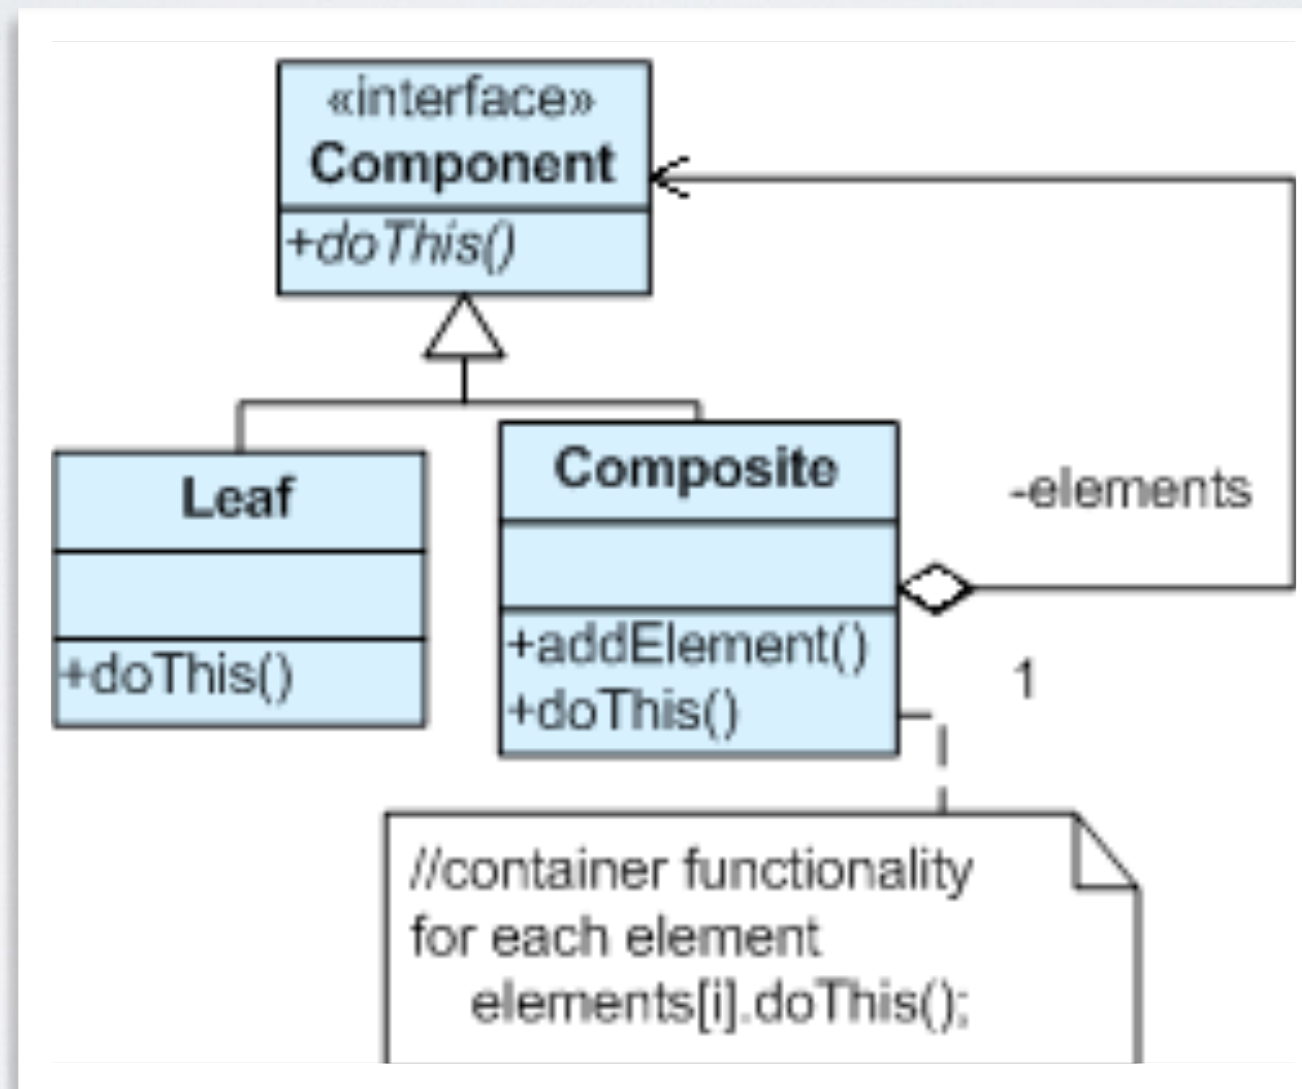 «interface»
Component
+doThis()
Leaf
+doThis()
Composite
+addElement()
+doThis()
-elements
1
//container functionality
for each element
elements[i].doThis();